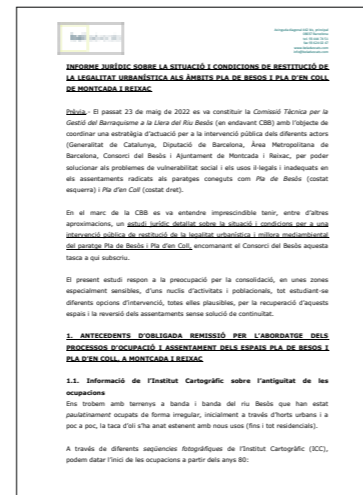 bsai advocats
INFORME JURÍDIC SOBRE LA SITUACIÓ I CONDICIONS DE RESTITUCIÓ DE
LA LEGALITAT URBANÍSTICA ALS ÀMBITS PLA DE BESOS I PLA D'EN COLL
DE MONTCADA I REIXAC
Prèvia.- El passat 23 de maig de 2022 es va constituir la Comissió Tècnica per la
Gestió del Barraquisme a la Llera del Riu Besòs (en endavant CBB) amb l'objecte de
coordinar una estratègia d'actuació per a la intervenció pública dels diferents actors
(Generalitat de Catalunya, Diputació de Barcelona, Àrea Metropolitana de
Barcelona, Consorci del Besòs i Ajuntament de Montcada i Reixac, per poder
solucionar als problemes de vulnerabilitat social i els usos il·legals i inadequats en
els assentaments radicats als paratges coneguts com Pla de Besòs (costat
esquerra) i Pla d'en Coll (costat dret).
En el marc de la CBB es va entendre imprescindible tenir, entre d'altres
aproximacions, un estudi jurídic detallat sobre la situació i condicions per a una
intervenció pública de restitució de la legalitat urbanística i millora mediambiental
del paratge Pla de Besòs i Pla d'en Coll, encomanant el Consorci del Besòs aquesta
tasca a qui subscriu.
El present estudi respon a la preocupació per la consolidació, en unes zones
especialment sensibles, d'uns nuclis d'activitats i poblacionals, tot estudiant-se
diferents opcions d'intervenció, totes elles plausibles, per la recuperació d'aquests
espais i la reversió dels assentaments sense solució de continuïtat.
1. ANTECEDENTS D'OBLIGADA REMISSIÓ PER L'ABORDATGE DELS
PROCESSOS D'OCUPACIÓ I ASSENTAMENT DELS ESPAIS PLA DE BESOS I
PLA D'EN COLL, A MONTCADA I REIXAC
1.1. Informació de l'Institut Cartogràfic sobre l'antiguitat de les
ocupacions
Ens trobem amb terrenys a banda i banda del riu Besòs que han estat
paulatinament ocupats de forma irregular, inicialment a través d'horts urbans i a
poc a poc, la taca d'oli s'ha anat estenent amb nous usos (fins i tot residencials).
A través de diferents seqüències fotogràfiques de l'Institut Cartogràfic (ICC),
podem datar l'inici de les ocupacions a partir dels anys 80: